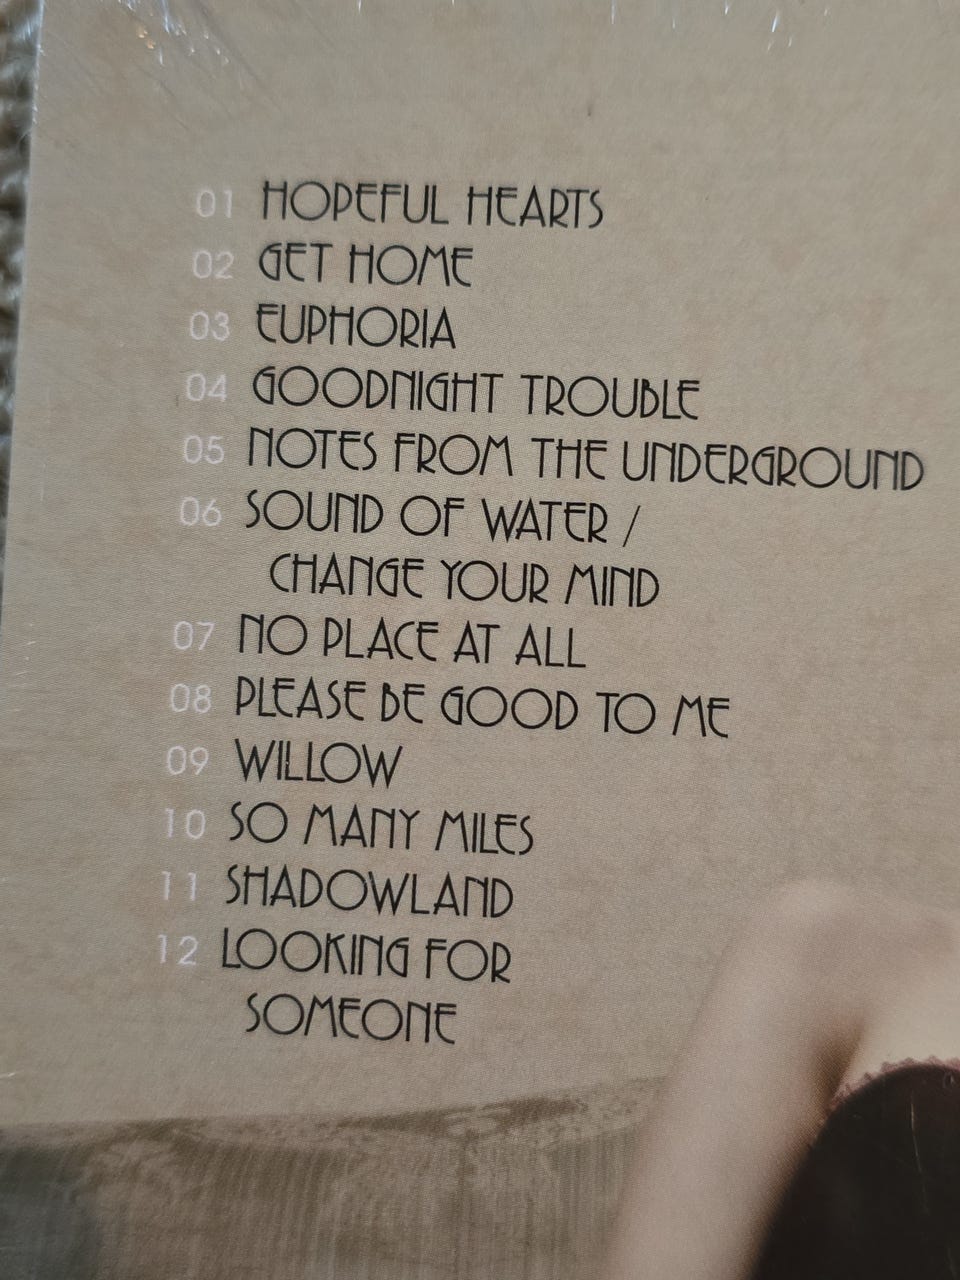 01 HOPEFUL HEARTS
02 GET HOME
03 EUPHORIA
04 GOODNIGHT TROUBLE
05 NOTES FROM THE UNDERGROUND
06 SOUND OF WATER /
CHANGE YOUR MIND
07 NO PLACE AT ALL
08 PLEASE BE GOOD TO ME
09 WILLOW
10 SO MANY MILES
11 SHADOWLAND
12 LOOKING FOR
SOMEONE